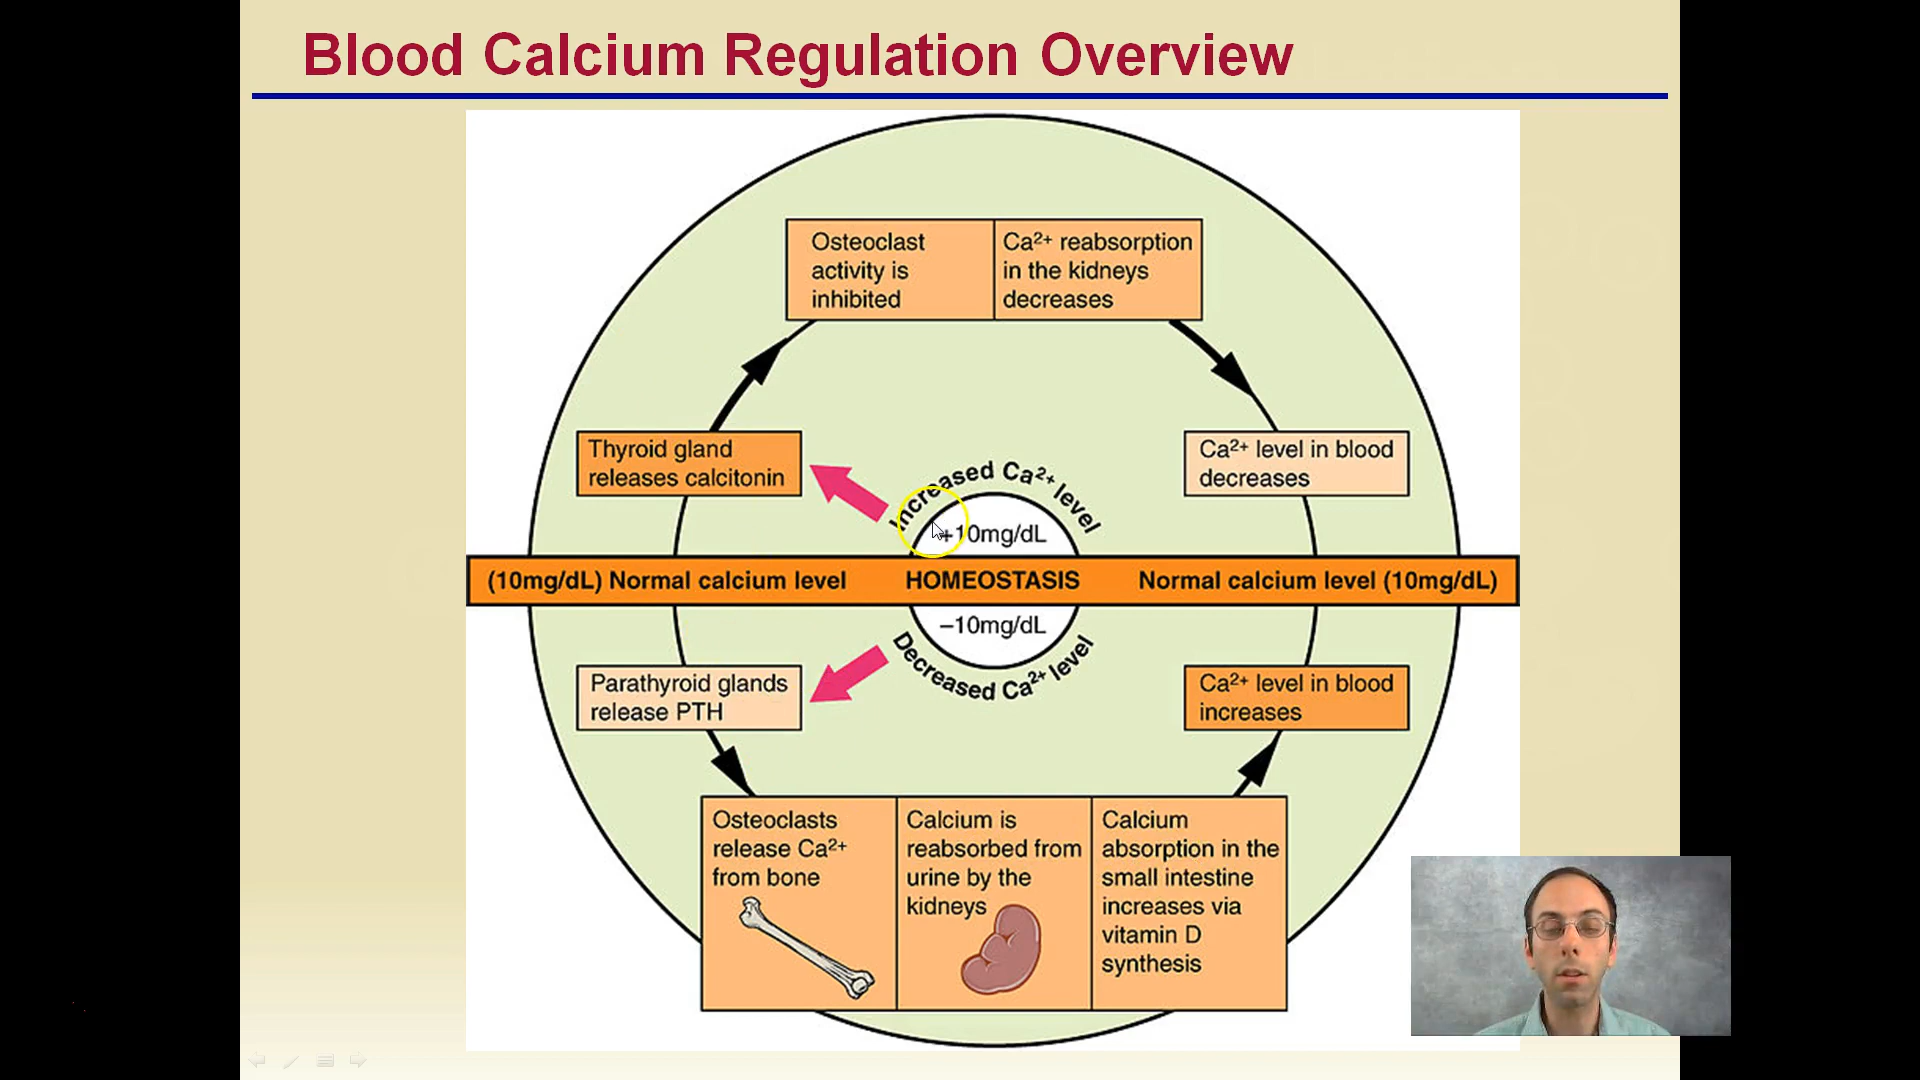 Blood Calcium Regulation Overview
Osteoclast
activity is
inhibited
Ca²⁺ reabsorption
in the kidneys
decreases
Thyroid gland
releases calcitonin
Increased Ca²⁺ level
Ca²⁺ level in blood
decreases
+10mg/dL
(10mg/dL) Normal calcium level
HOMEOSTASIS
Normal calcium level (10mg/dL)
–10mg/dL
Decreased Ca²⁺ level
Parathyroid glands
release PTH
Ca²⁺ level in blood
increases
Osteoclasts
release Ca²⁺
from bone
Calcium is
reabsorbed from
urine by the
kidneys
Calcium
absorption in the
small intestine
increases via
vitamin D
synthesis